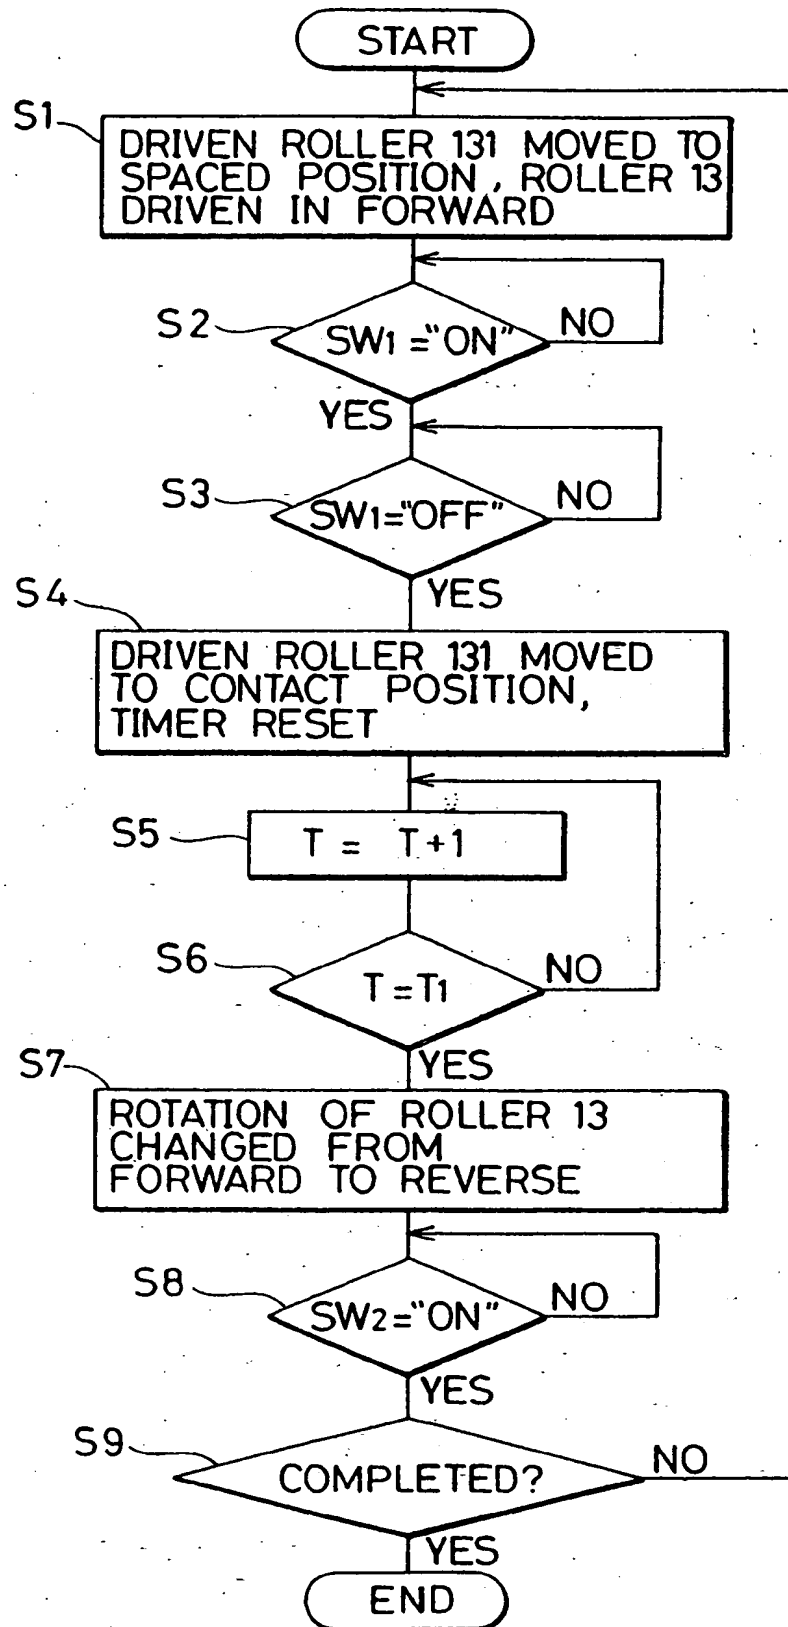 START
S1
DRIVEN ROLLER 131 MOVED TO
SPACED POSITION, ROLLER 13
DRIVEN IN FORWARD
S2
SW1="ON"
NO
YES
S3
SW1="OFF"
NO
YES
S4
DRIVEN ROLLER 131 MOVED
TO CONTACT POSITION,
TIMER RESET
S5
T = T+1
S6
T=T1
NO
YES
S7
ROTATION OF ROLLER 13
CHANGED FROM
FORWARD TO REVERSE
S8
SW2="ON"
NO
YES
S9
COMPLETED?
NO
YES
END